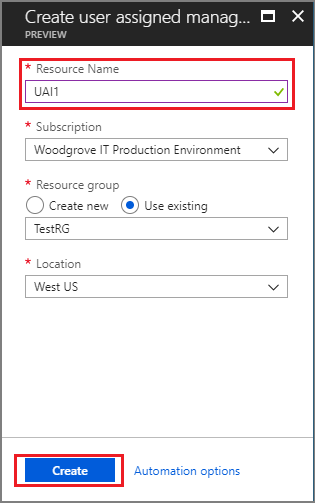 Create user assigned manag...
PREVIEW
* Resource Name
UAI1
* Subscription
Woodgrove IT Production Environment
* Resource group
Create new Use existing
TestRG
* Location
West US
Create Automation options